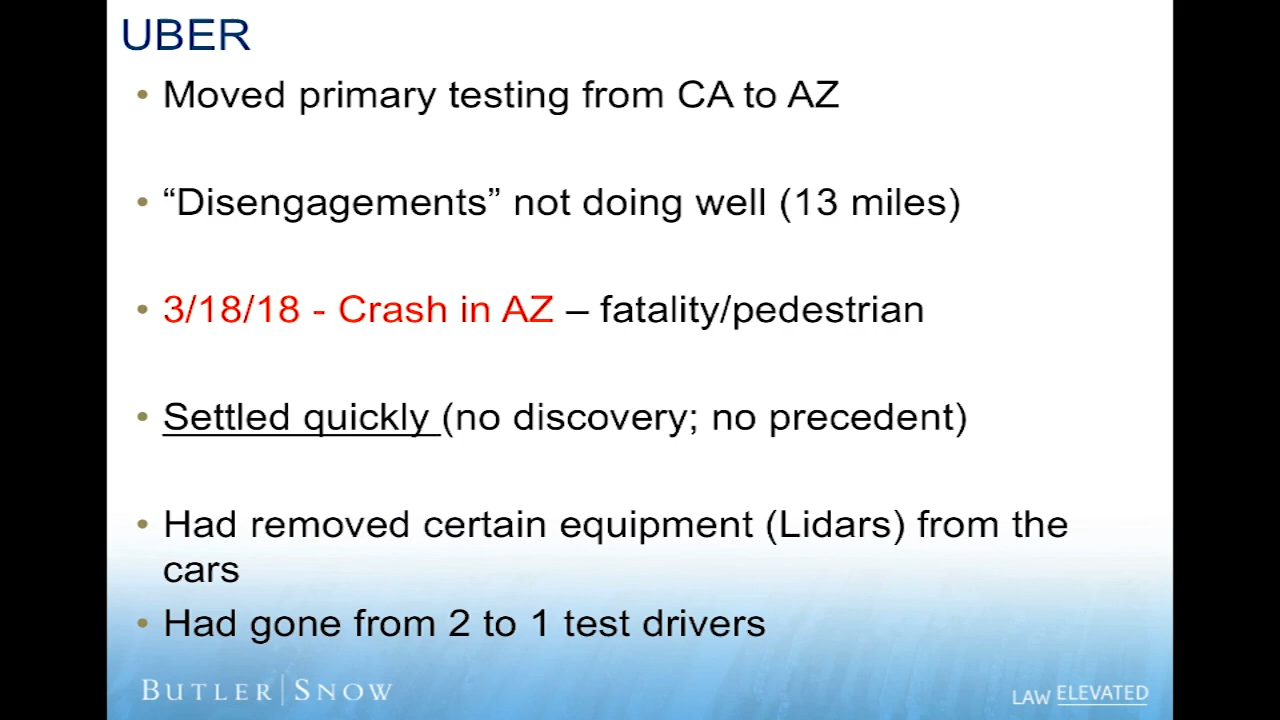 UBER
• Moved primary testing from CA to AZ
• “Disengagements” not doing well (13 miles)
• 3/18/18 - Crash in AZ – fatality/pedestrian
• Settled quickly (no discovery; no precedent)
• Had removed certain equipment (Lidars) from the
cars
• Had gone from 2 to 1 test drivers
BUTLER | SNOW
LAW ELEVATED